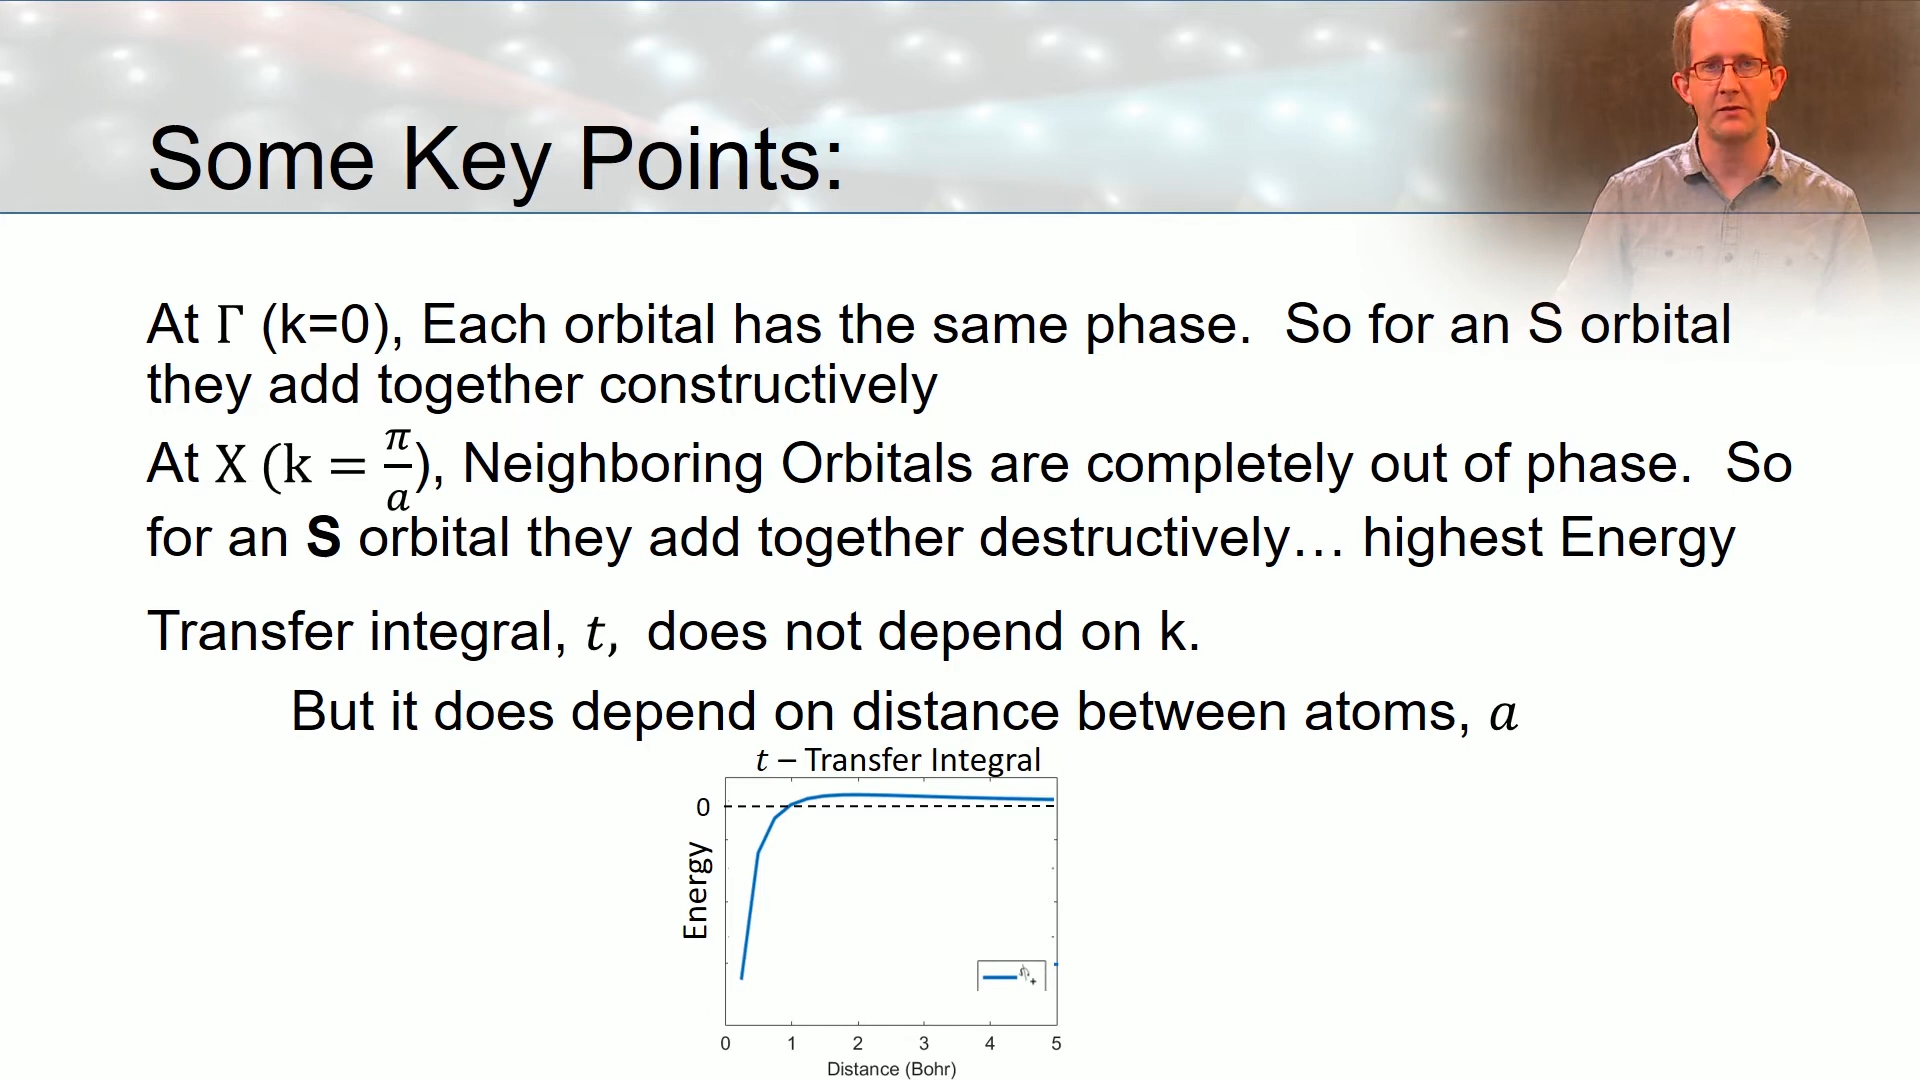 Some Key Points:
At Γ (k=0), Each orbital has the same phase.  So for an S orbital
they add together constructively
At X (k = π/a), Neighboring Orbitals are completely out of phase.  So
for an S orbital they add together destructively… highest Energy
Transfer integral, t,  does not depend on k.
But it does depend on distance between atoms, a
t – Transfer Integral
0
Energy
0 1 2 3 4 5
Distance (Bohr)